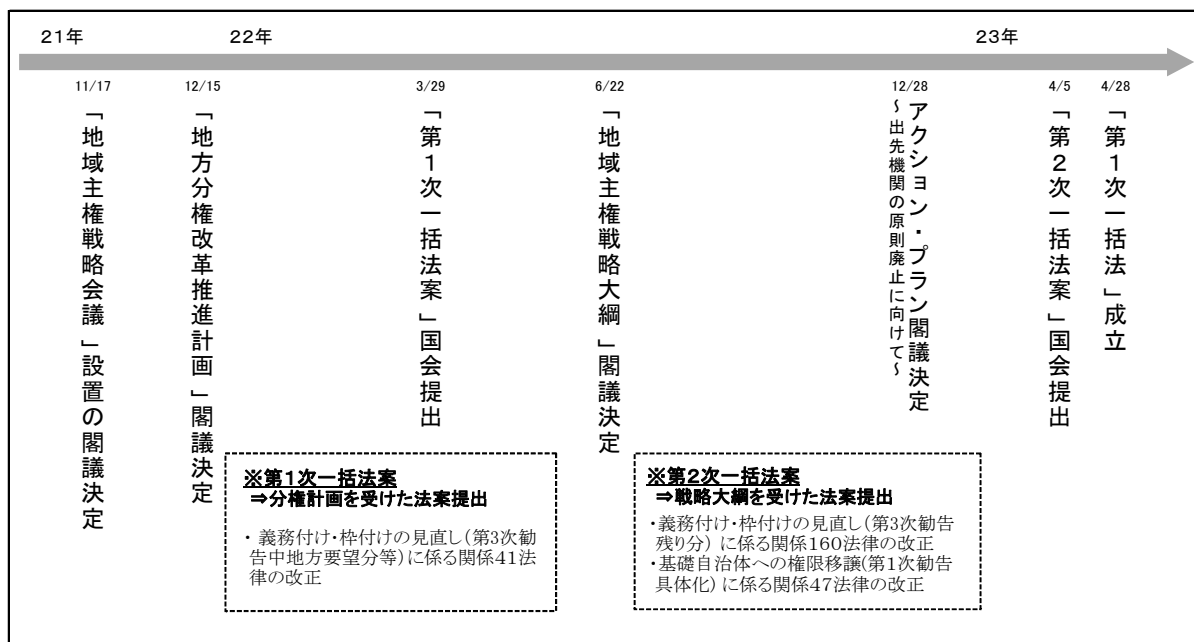 21年
22年
23年
11/17
「地域主権戦略会議」設置の閣議決定
12/15
「地方分権改革推進計画」閣議決定
3/29
「第1次一括法案」国会提出
6/22
「地域主権戦略大綱」閣議決定
12/28
アクション・プラン閣議決定
~出先機関の原則廃止に向けて~
4/5
「第2次一括法案」国会提出
4/28
「第1次一括法」成立
※第1次一括法案
⇒分権計画を受けた法案提出
・義務付け・枠付けの見直し(第3次勧
告中地方要望分等)に係る関係41法
律の改正
※第2次一括法案
⇒戦略大綱を受けた法案提出
・義務付け・枠付けの見直し(第3次勧告
残り分)に係る関係160法律の改正
・基礎自治体への権限移譲(第1次勧告
具体化)に係る関係47法律の改正